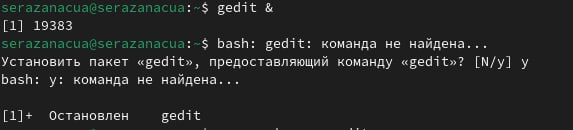 serazanacua@serazanacua:~$ gedit &
[1] 19383
serazanacua@serazanacua:~$ bash: gedit: команда не найдена...
Установить пакет «gedit», предоставляющий команду «gedit»? [N/y] y
bash: y: команда не найдена...
[1]+  Остановлен    gedit